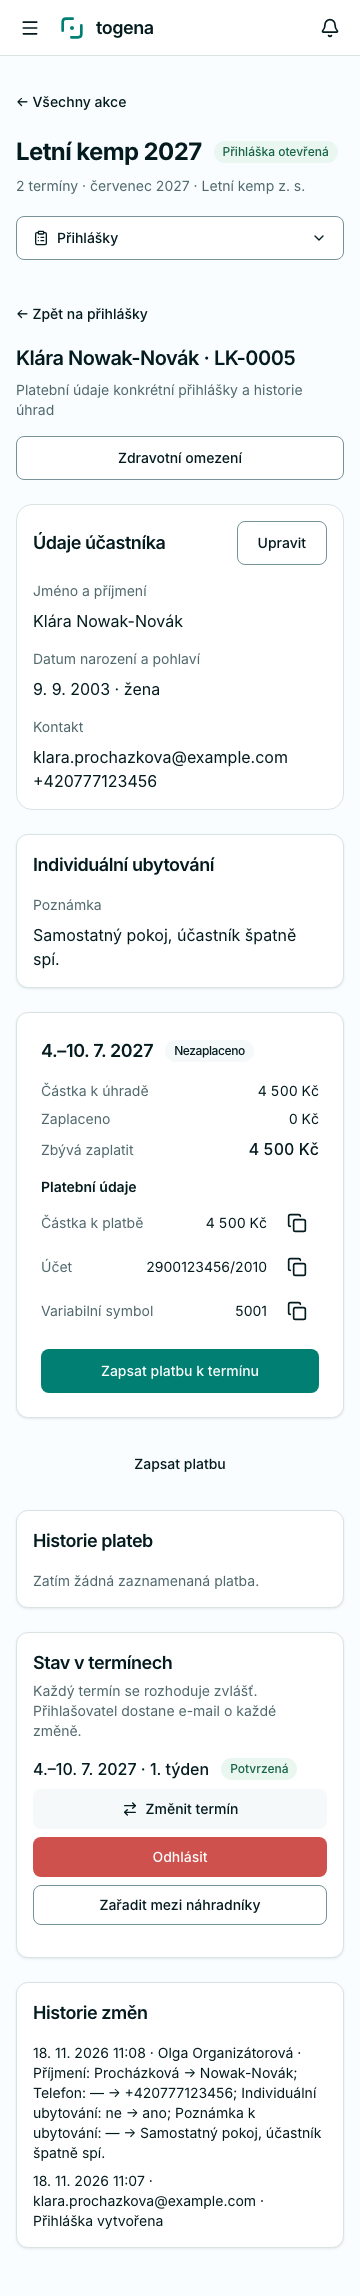 togena
← Všechny akce
Letní kemp 2027 Přihláška otevřená
2 termíny · červenec 2027 · Letní kemp z. s.
Přihlášky
← Zpět na přihlášky
Klára Nowak-Novák · LK-0005
Platební údaje konkrétní přihlášky a historie
úhrad
Zdravotní omezení
Údaje účastníka Upravit
Jméno a příjmení
Klára Nowak-Novák
Datum narození a pohlaví
9. 9. 2003 · žena
Kontakt
klara.prochazkova@example.com
+420777123456
Individuální ubytování
Poznámka
Samostatný pokoj, účastník špatně
spí.
4.–10. 7. 2027 Nezaplaceno
Částka k úhradě 4 500 Kč
Zaplaceno 0 Kč
Zbývá zaplatit 4 500 Kč
Platební údaje
Částka k platbě 4 500 Kč
Účet 2900123456/2010
Variabilní symbol 5001
Zapsat platbu k termínu
Zapsat platbu
Historie plateb
Zatím žádná zaznamenaná platba.
Stav v termínech
Každý termín se rozhoduje zvlášť.
Přihlašovatel dostane e-mail o každé
změně.
4.–10. 7. 2027 · 1. týden Potvrzená
Změnit termín
Odhlásit
Zařadit mezi náhradníky
Historie změn
18. 11. 2026 11:08 · Olga Organizátorová ·
Příjmení: Procházková → Nowak-Novák;
Telefon: — → +420777123456; Individuální
ubytování: ne → ano; Poznámka k
ubytování: — → Samostatný pokoj, účastník
špatně spí.
18. 11. 2026 11:07 ·
klara.prochazkova@example.com ·
Přihláška vytvořena